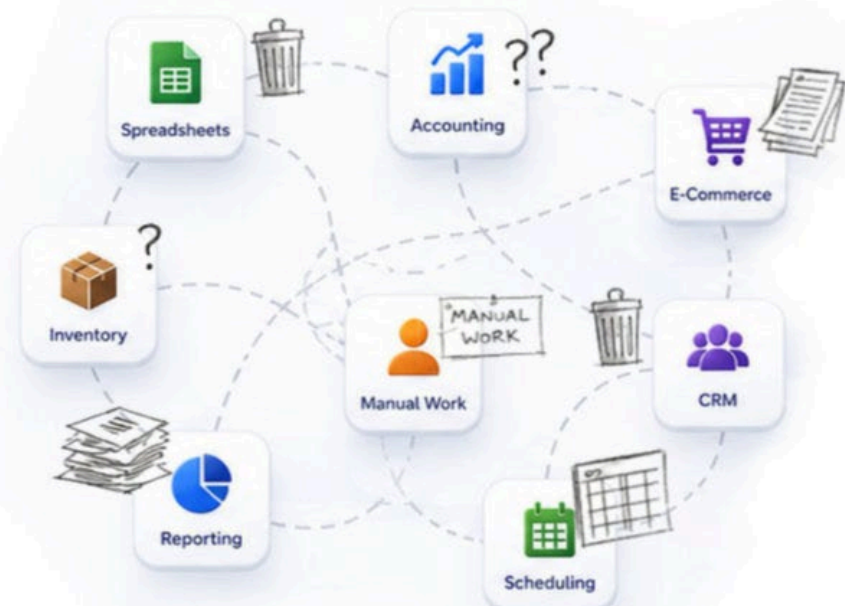 Spreadsheets
??
Accounting
E-Commerce
?
Inventory
MANUAL
WORK
Manual Work
CRM
Reporting
Scheduling